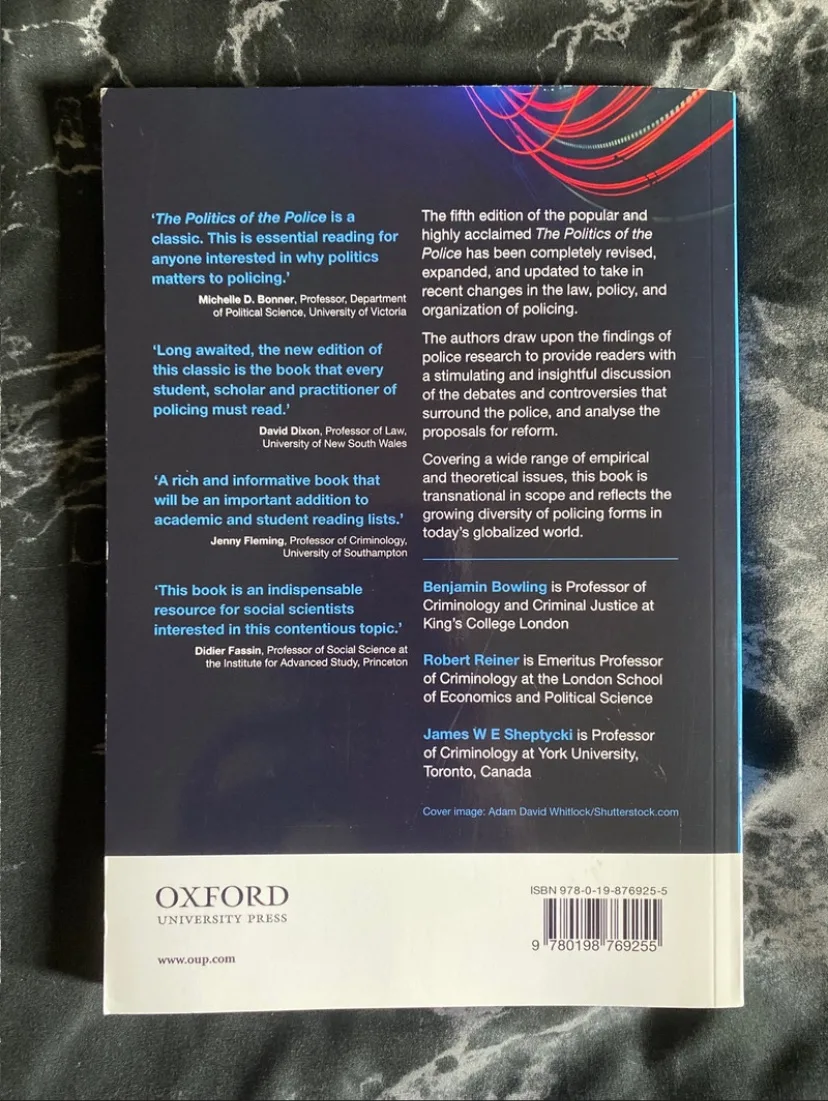 ‘The Politics of the Police is a
classic. This is essential reading for
anyone interested in why politics
matters to policing.’
Michelle D. Bonner, Professor, Department
of Political Science, University of Victoria
‘Long awaited, the new edition of
this classic is the book that every
student, scholar and practitioner of
policing must read.’
David Dixon, Professor of Law,
University of New South Wales
‘A rich and informative book that
will be an important addition to
academic and student reading lists.’
Jenny Fleming, Professor of Criminology,
University of Southampton
‘This book is an indispensable
resource for social scientists
interested in this contentious topic.’
Didier Fassin, Professor of Social Science at
the Institute for Advanced Study, Princeton
The fifth edition of the popular and
highly acclaimed The Politics of the
Police has been completely revised,
expanded, and updated to take in
recent changes in the law, policy, and
organization of policing.
The authors draw upon the findings of
police research to provide readers with
a stimulating and insightful discussion
of the debates and controversies that
surround the police, and analyse the
proposals for reform.
Covering a wide range of empirical
and theoretical issues, this book is
transnational in scope and reflects the
growing diversity of policing forms in
today’s globalized world.
Benjamin Bowling is Professor of
Criminology and Criminal Justice at
King’s College London
Robert Reiner is Emeritus Professor
of Criminology at the London School
of Economics and Political Science
James W E Sheptycki is Professor
of Criminology at York University,
Toronto, Canada
Cover image: Adam David Whitlock/Shutterstock.com
OXFORD
UNIVERSITY PRESS
www.oup.com
ISBN 978-0-19-876925-5
9 780198 769255